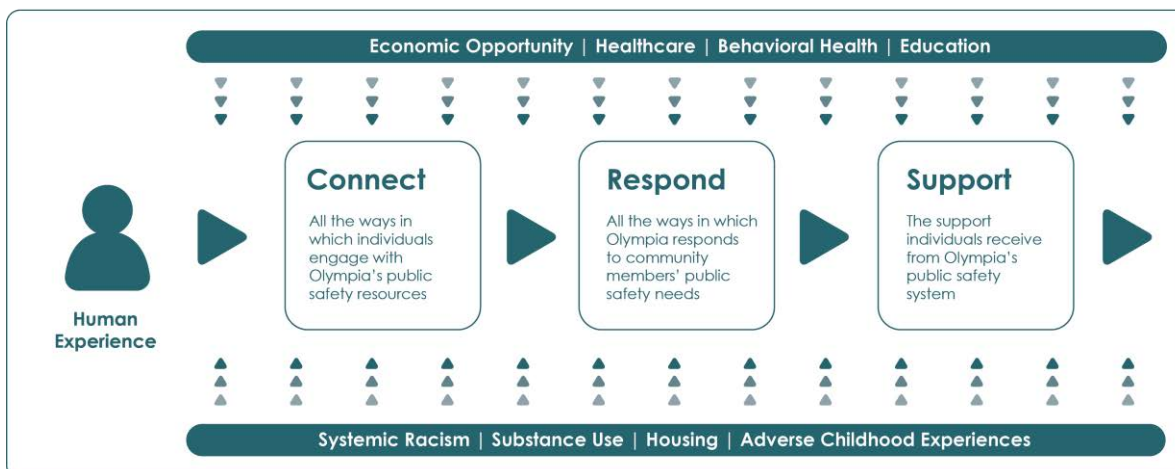 Economic Opportunity | Healthcare | Behavioral Health | Education
Human
Experience
Connect
All the ways in
which individuals
engage with
Olympia's public
safety resources
Respond
All the ways in which
Olympia responds
to community
members' public
safety needs
Support
The support
individuals receive
from Olympia's
public safety
system
Systemic Racism | Substance Use | Housing | Adverse Childhood Experiences